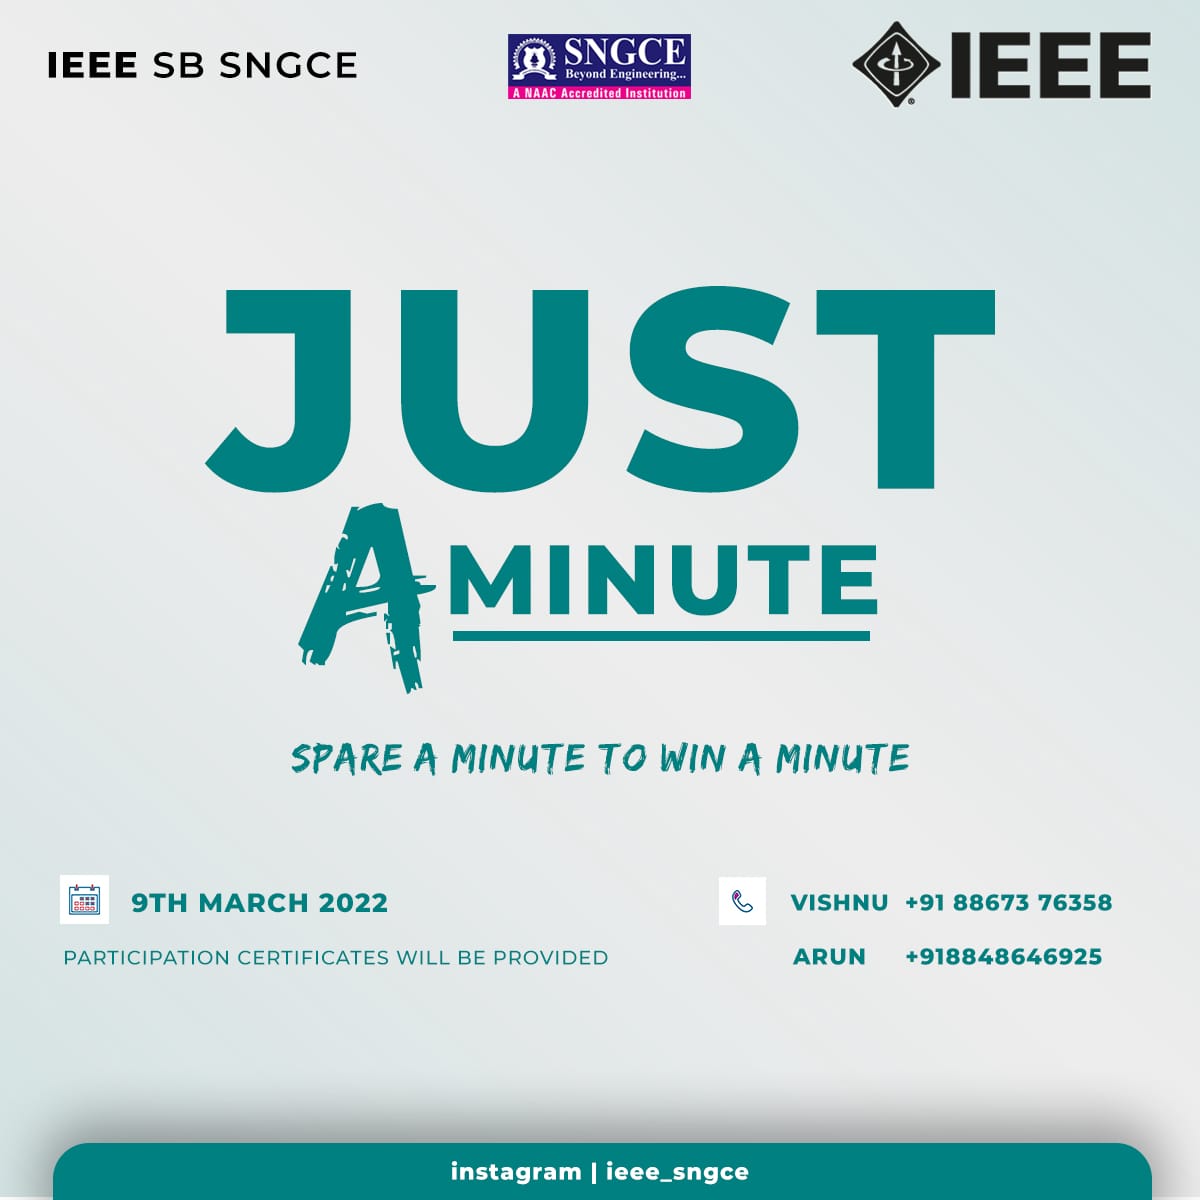 IEEE SB SNGCE
SNGCE
Beyond Engineering...
A NAAC Accredited Institution
IEEE
®
JUST
A MINUTE
SPARE A MINUTE TO WIN A MINUTE
9TH MARCH 2022
PARTICIPATION CERTIFICATES WILL BE PROVIDED
VISHNU +91 88673 76358
ARUN +918848646925
instagram | ieee_sngce